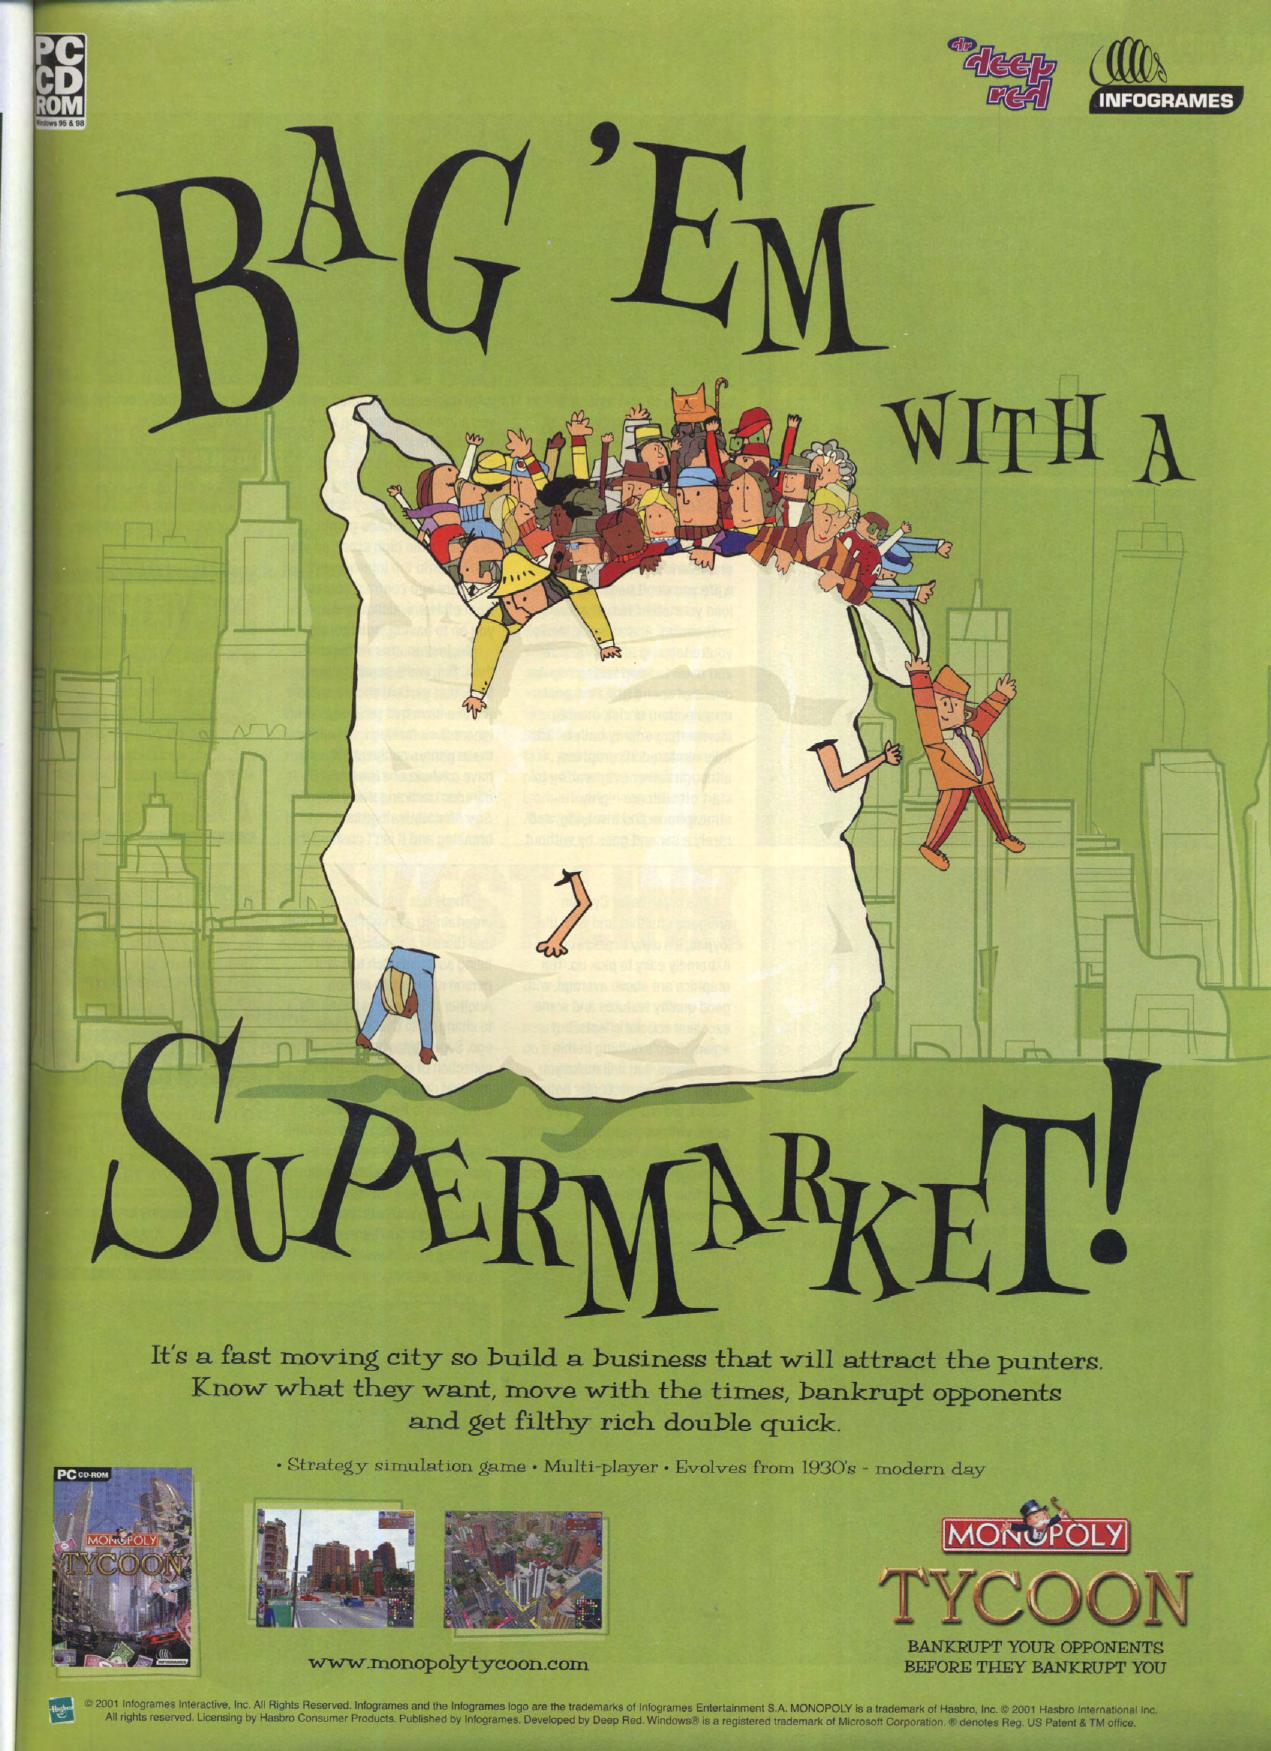 PC
CD
ROM
Windows 95 & 98
dr deep
red
INFOGRAMES
BAG 'EM
WITH A
SUPERMARKET!
It's a fast moving city so build a business that will attract the punters.
Know what they want, move with the times, bankrupt opponents
and get filthy rich double quick.
• Strategy simulation game • Multi-player • Evolves from 1930's - modern day
PC CD-ROM
MONOPOLY
TYCOON
MONOPOLY
TYCOON
BANKRUPT YOUR OPPONENTS
BEFORE THEY BANKRUPT YOU
www.monopolytycoon.com
Hasbro
© 2001 Infogrames Interactive, Inc. All Rights Reserved. Infogrames and the Infogrames logo are the trademarks of Infogrames Entertainment S.A. MONOPOLY is a trademark of Hasbro, Inc. © 2001 Hasbro International Inc.
All rights reserved. Licensing by Hasbro Consumer Products. Published by Infogrames. Developed by Deep Red. Windows® is a registered trademark of Microsoft Corporation. ® denotes Reg. US Patent & TM office.